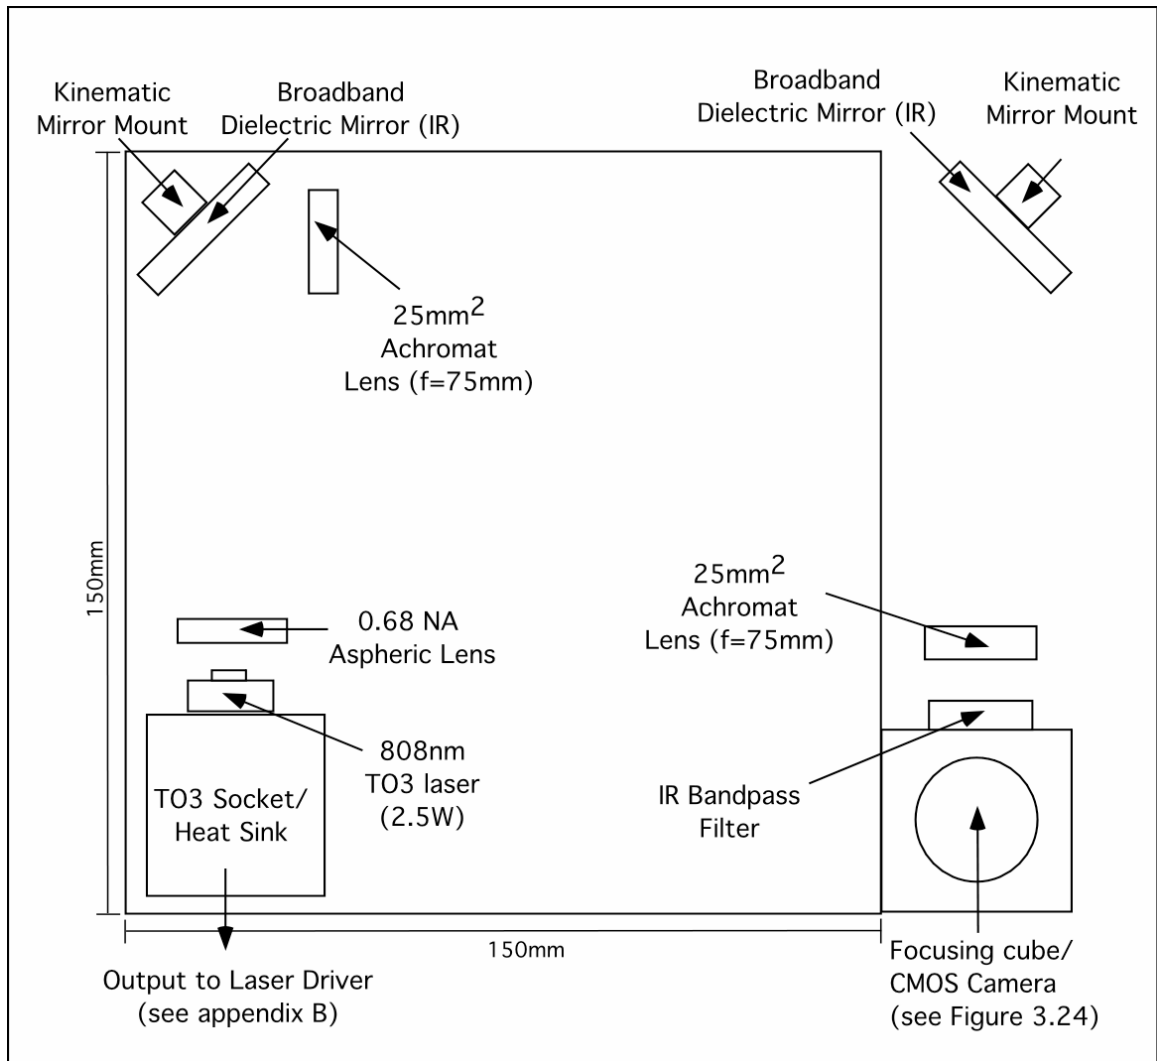 Kinematic
Mirror Mount
Broadband
Dielectric Mirror (IR)
Broadband
Dielectric Mirror (IR)
Kinematic
Mirror Mount
25mm2
Achromat
Lens (f=75mm)
150mm
0.68 NA
Aspheric Lens
25mm2
Achromat
Lens (f=75mm)
808nm
TO3 laser
(2.5W)
TO3 Socket/
Heat Sink
IR Bandpass
Filter
150mm
Output to Laser Driver
(see appendix B)
Focusing cube/
CMOS Camera
(see Figure 3.24)